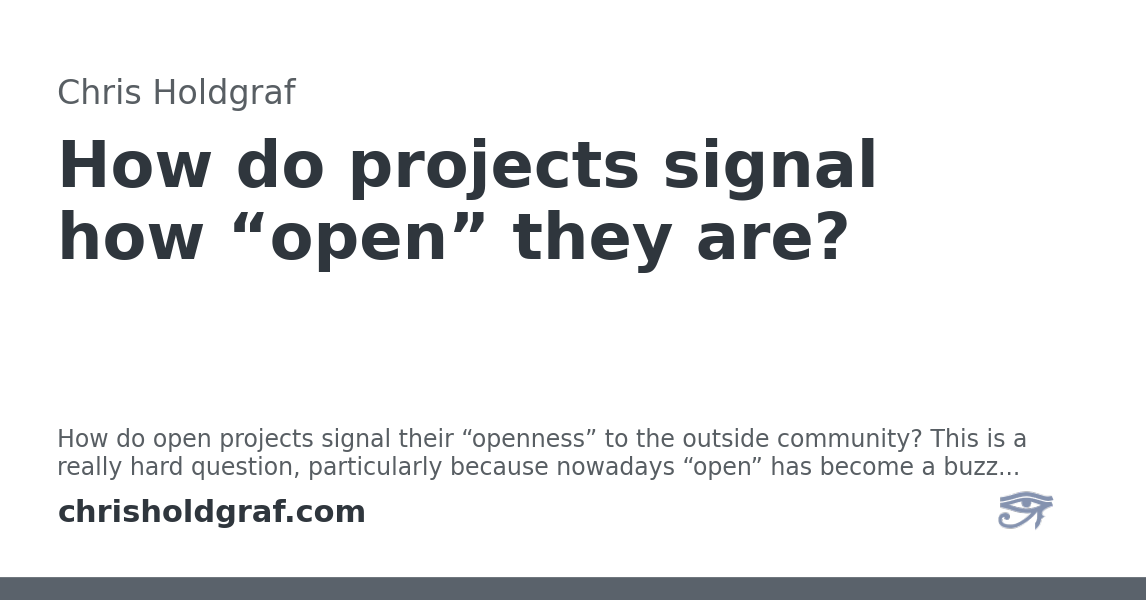 Chris Holdgraf
How do projects signal
how “open” they are?
How do open projects signal their “openness” to the outside community? This is a
really hard question, particularly because nowadays “open” has become a buzz...
chrisholdgraf.com